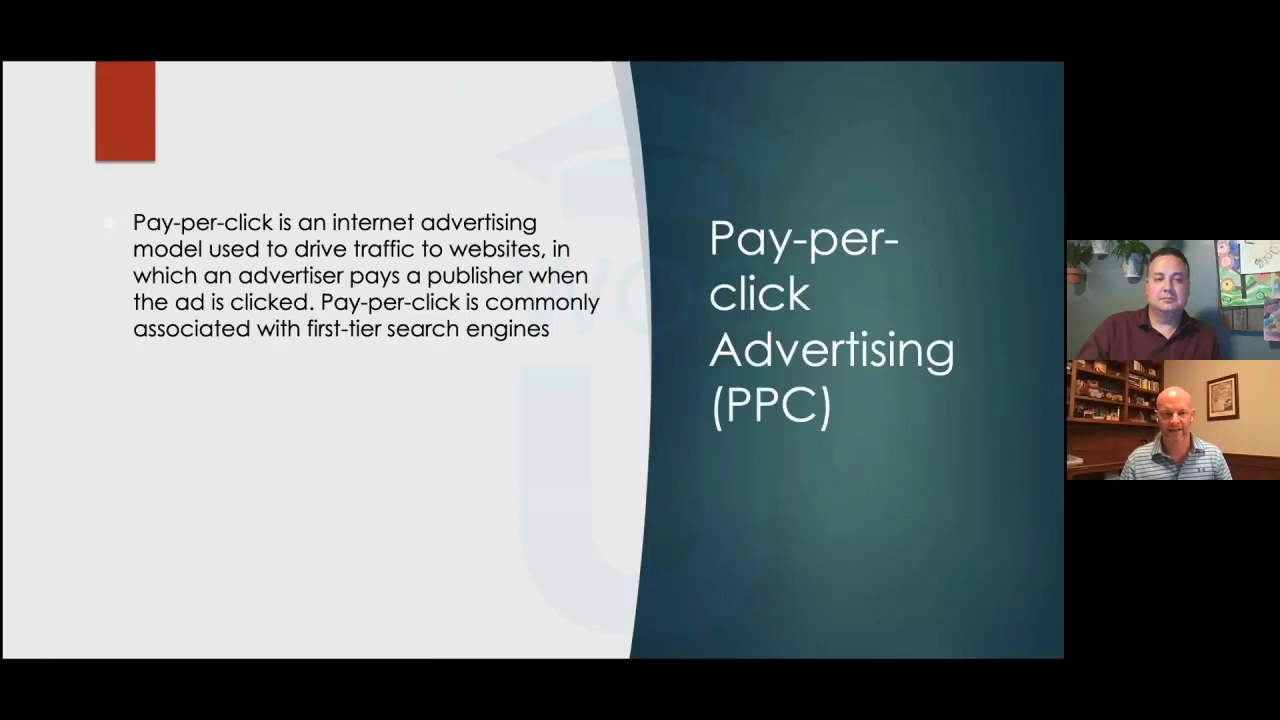 Pay-per-click is an internet advertising
model used to drive traffic to websites, in
which an advertiser pays a publisher when
the ad is clicked. Pay-per-click is commonly
associated with first-tier search engines
Pay-per-
click
Advertising
(PPC)